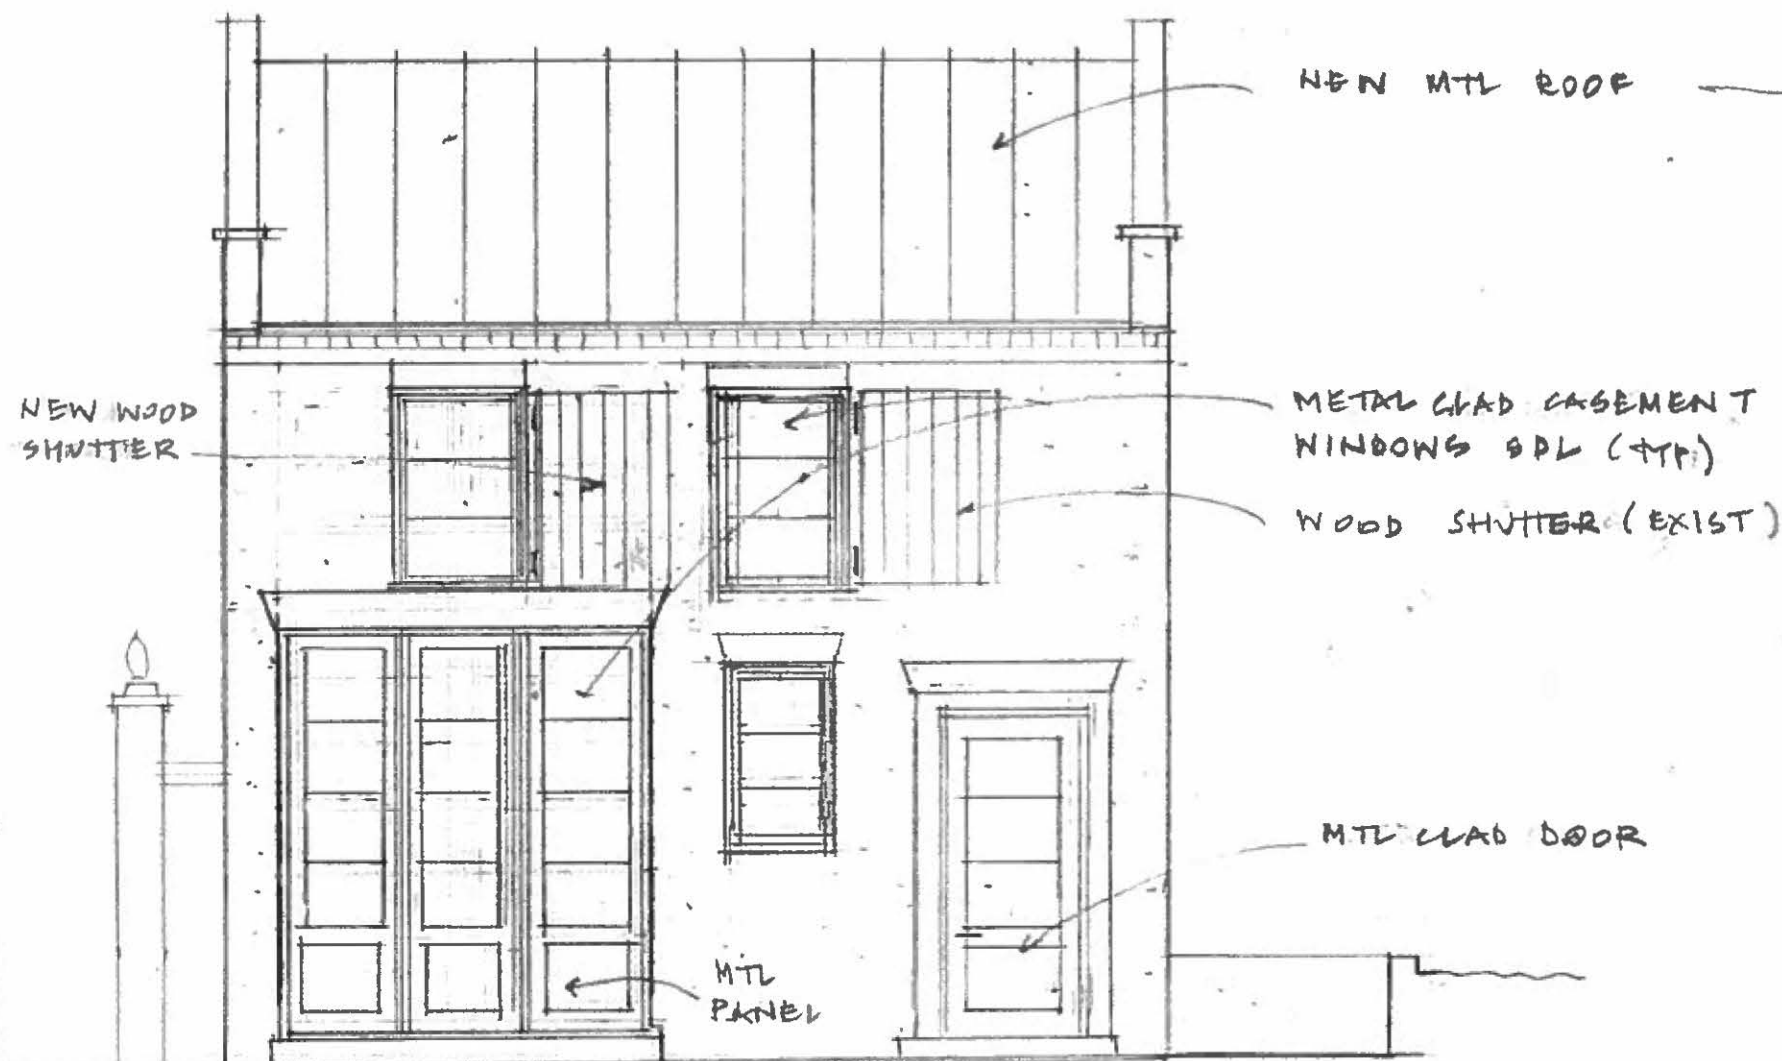 NEW MTL ROOF
NEW WOOD
SHUTTER
METAL CLAD CASEMENT
WINDOWS SDL (TYP.)
WOOD SHUTTER (EXIST)
MTL CLAD DOOR
MTL
PANEL